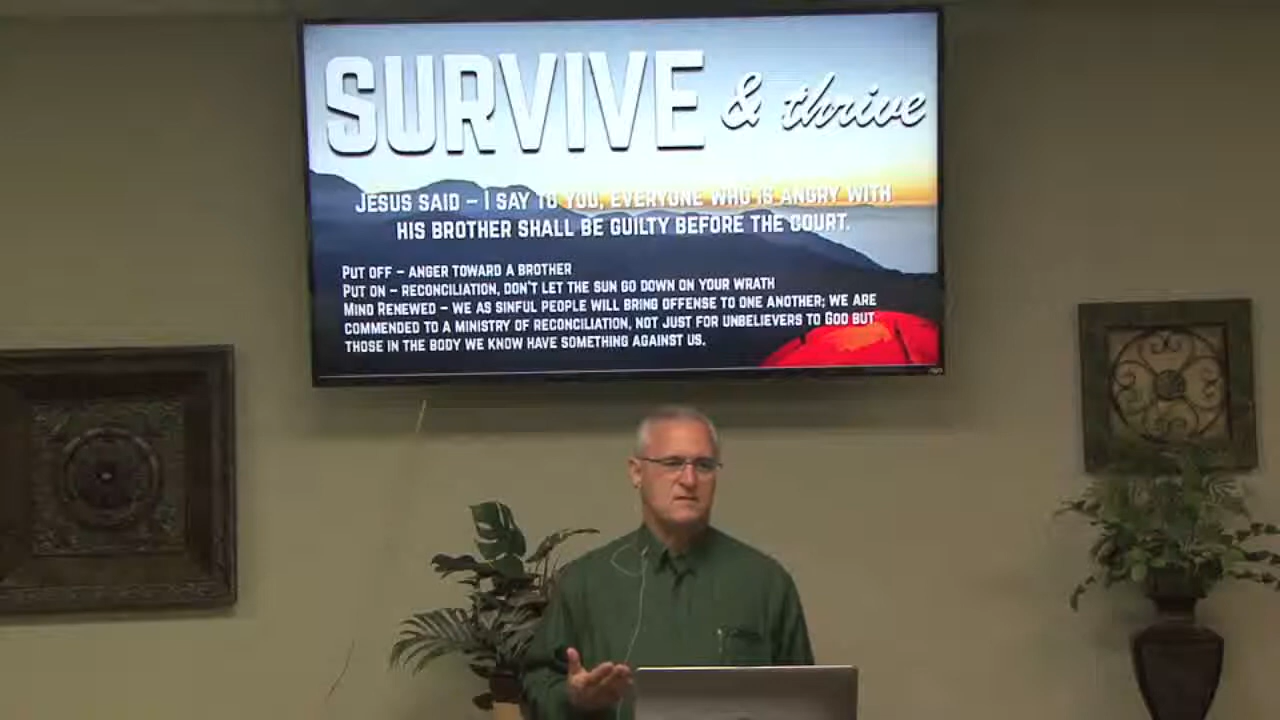 SURVIVE & thrive
JESUS SAID – I SAY TO YOU, EVERYONE WHO IS ANGRY WITH
HIS BROTHER SHALL BE GUILTY BEFORE THE COURT.
PUT OFF – ANGER TOWARD A BROTHER
PUT ON – RECONCILIATION, DON'T LET THE SUN GO DOWN ON YOUR WRATH
MIND RENEWED – WE AS SINFUL PEOPLE WILL BRING OFFENSE TO ONE ANOTHER; WE ARE
COMMENDED TO A MINISTRY OF RECONCILIATION, NOT JUST FOR UNBELIEVERS TO GOD BUT
THOSE IN THE BODY WE KNOW HAVE SOMETHING AGAINST US.